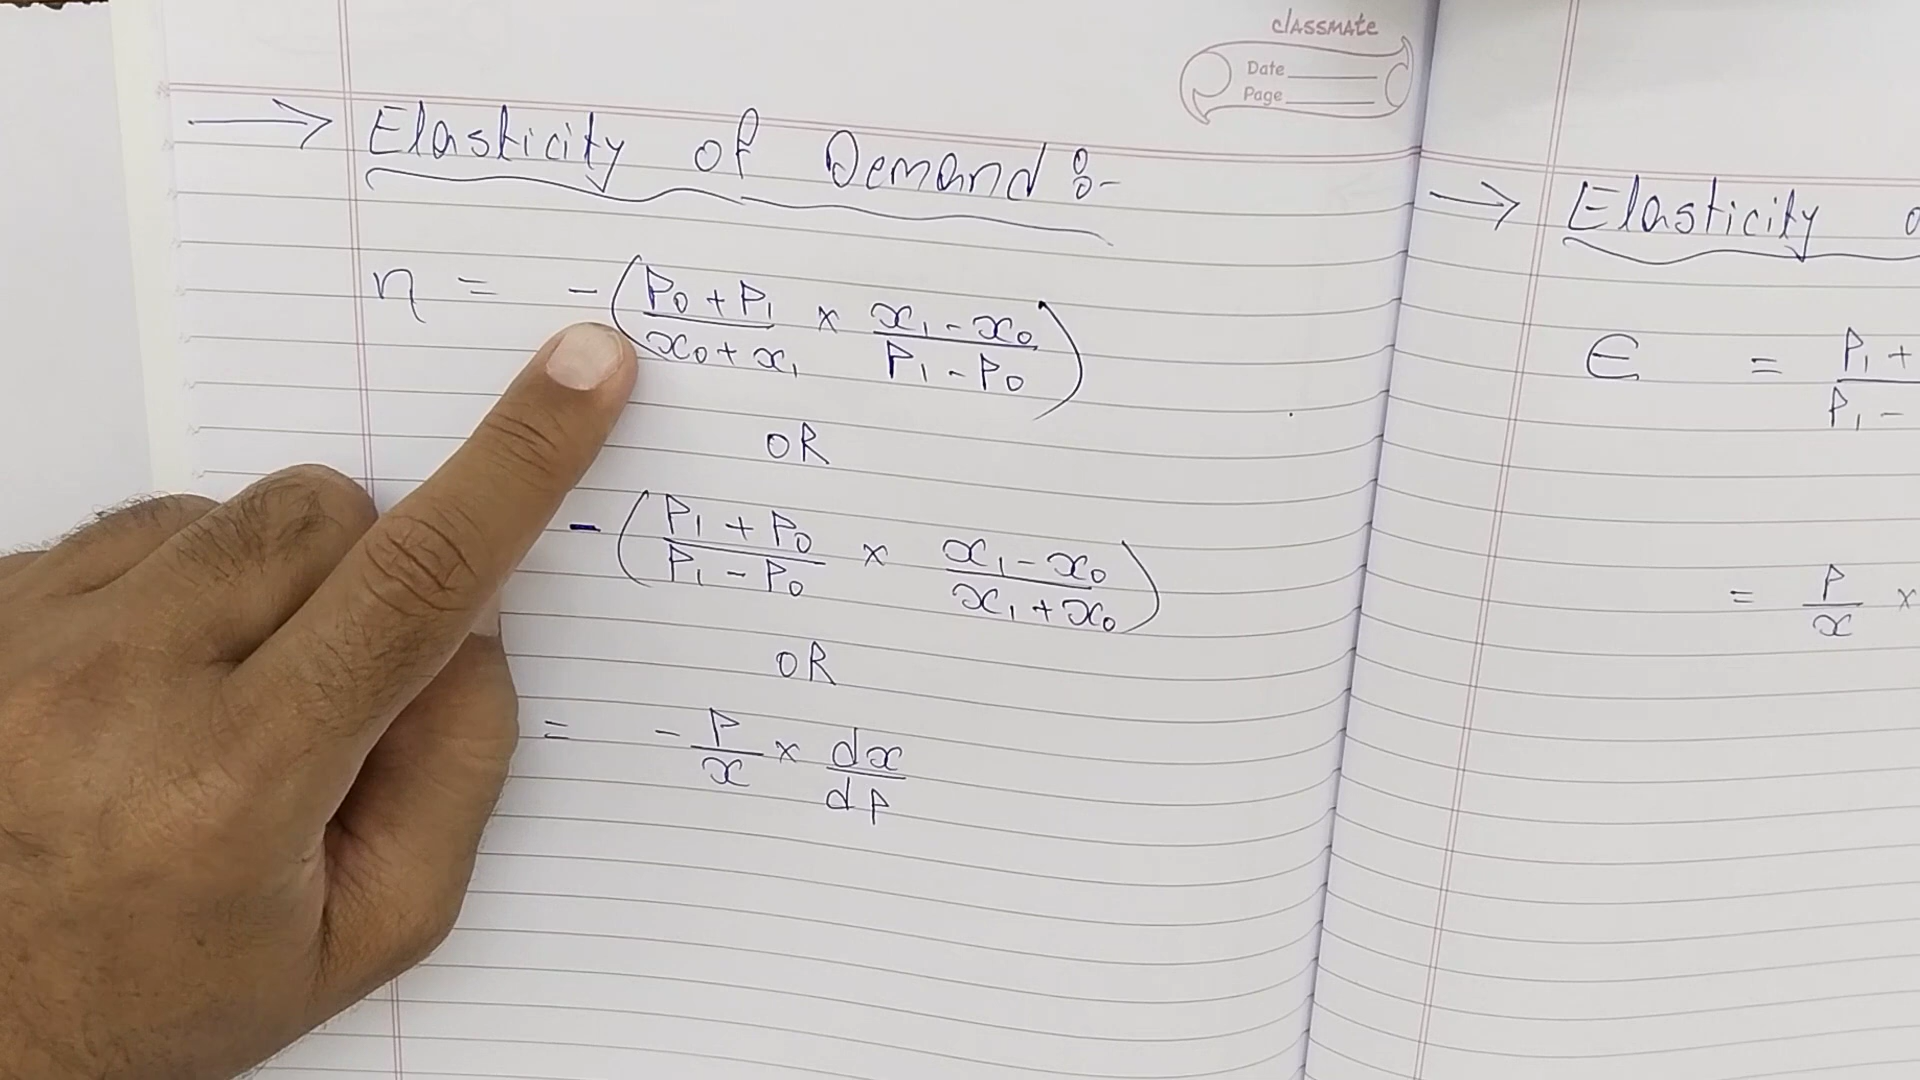 classmate
Date
Page
→ Elasticity of Demand :-
η = - (P₀ + P₁ / x₀ + x₁ × x₁ - x₀ / P₁ - P₀)
OR
- (P₁ + P₀ / P₁ - P₀ × x₁ - x₀ / x₁ + x₀)
OR
= - P / x × dx / dp
→ Elasticity
∈ = P₁ + / P₁ -
= P / x ×